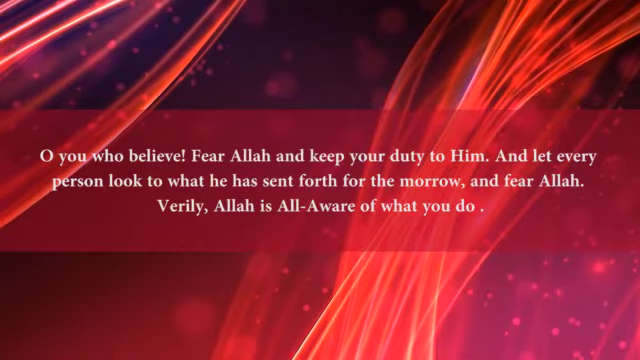 O you who believe! Fear Allah and keep your duty to Him. And let every
person look to what he has sent forth for the morrow, and fear Allah.
Verily, Allah is All-Aware of what you do .